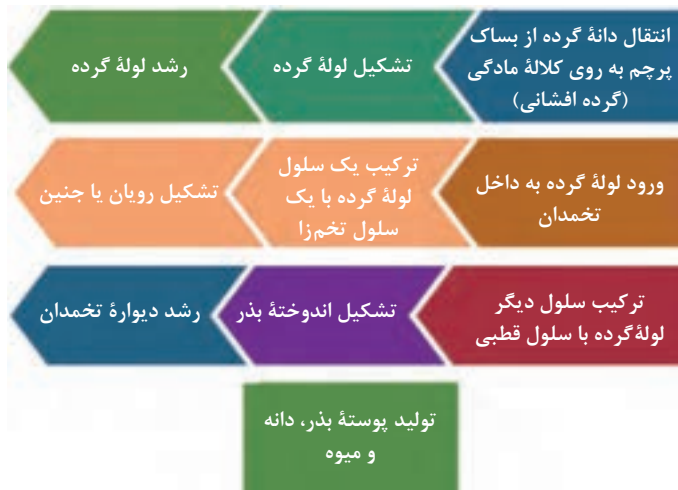 انتقال دانهٔ گرده از بساک
پرچم به روی کلالهٔ مادگی
(گرده افشانی)
تشکیل لولهٔ گرده
رشد لولهٔ گرده
ورود لولهٔ گرده به داخل
تخمدان
ترکیب یک سلول
لولهٔ گرده با یک
سلول تخم‌زا
تشکیل رویان یا جنین
ترکیب سلول دیگر
لوله‌گرده با سلول قطبی
تشکیل اندوختهٔ بذر
رشد دیوارهٔ تخمدان
تولید پوستهٔ بذر، دانه
و میوه